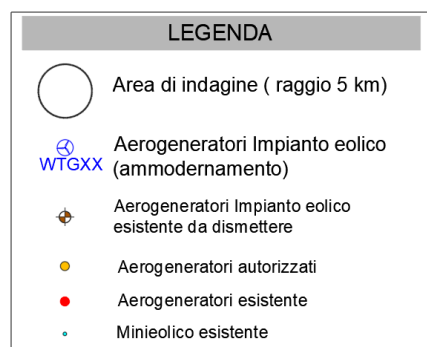 LEGENDA
Area di indagine ( raggio 5 km)
Aerogeneratori Impianto eolico
WTGXX (ammodernamento)
Aerogeneratori Impianto eolico
esistente da dismettere
Aerogeneratori autorizzati
Aerogeneratori esistente
Minieolico esistente